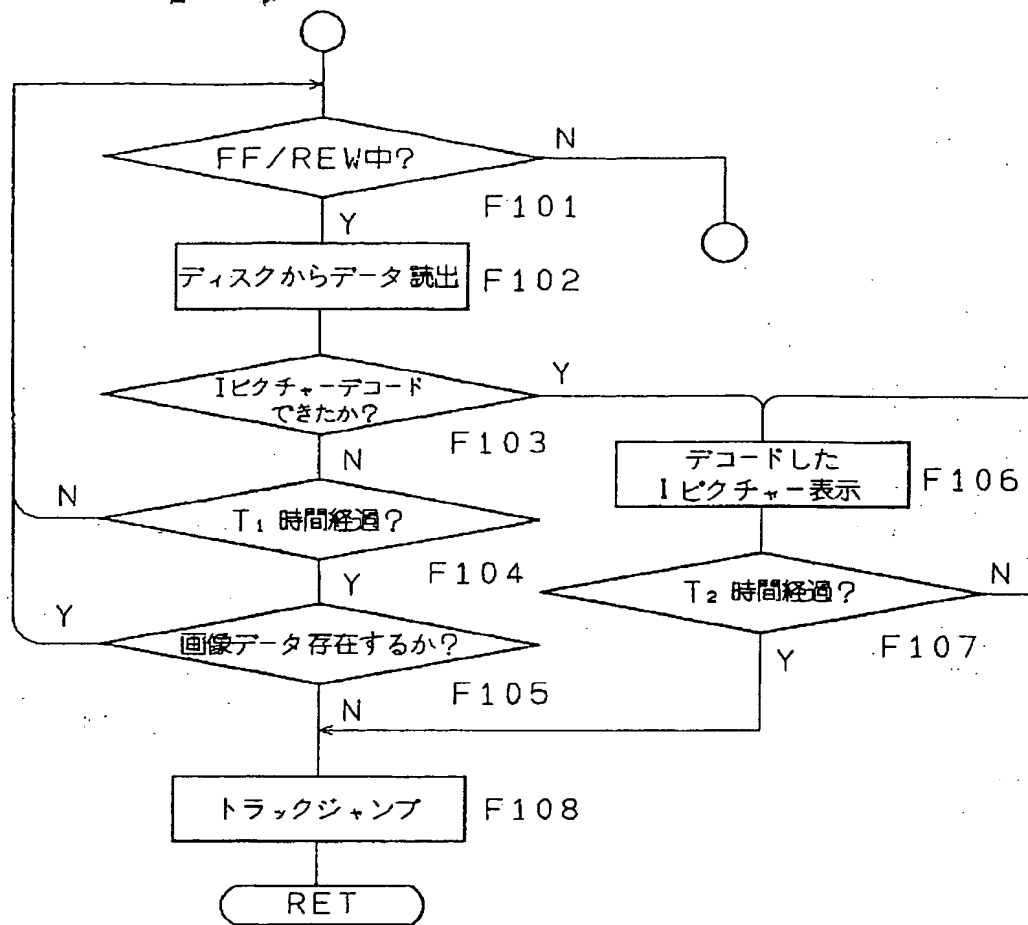 FF/REW中?
N
F101
Y
ディスクからデータ読出
F102
Iピクチャーデコード
できたか?
Y
F103
N
デコードした
Iピクチャー表示
F106
N
T₁時間経過?
F104
Y
T₂時間経過?
N
F107
Y
Y
画像データ存在するか?
F105
N
トラックジャンプ
F108
RET